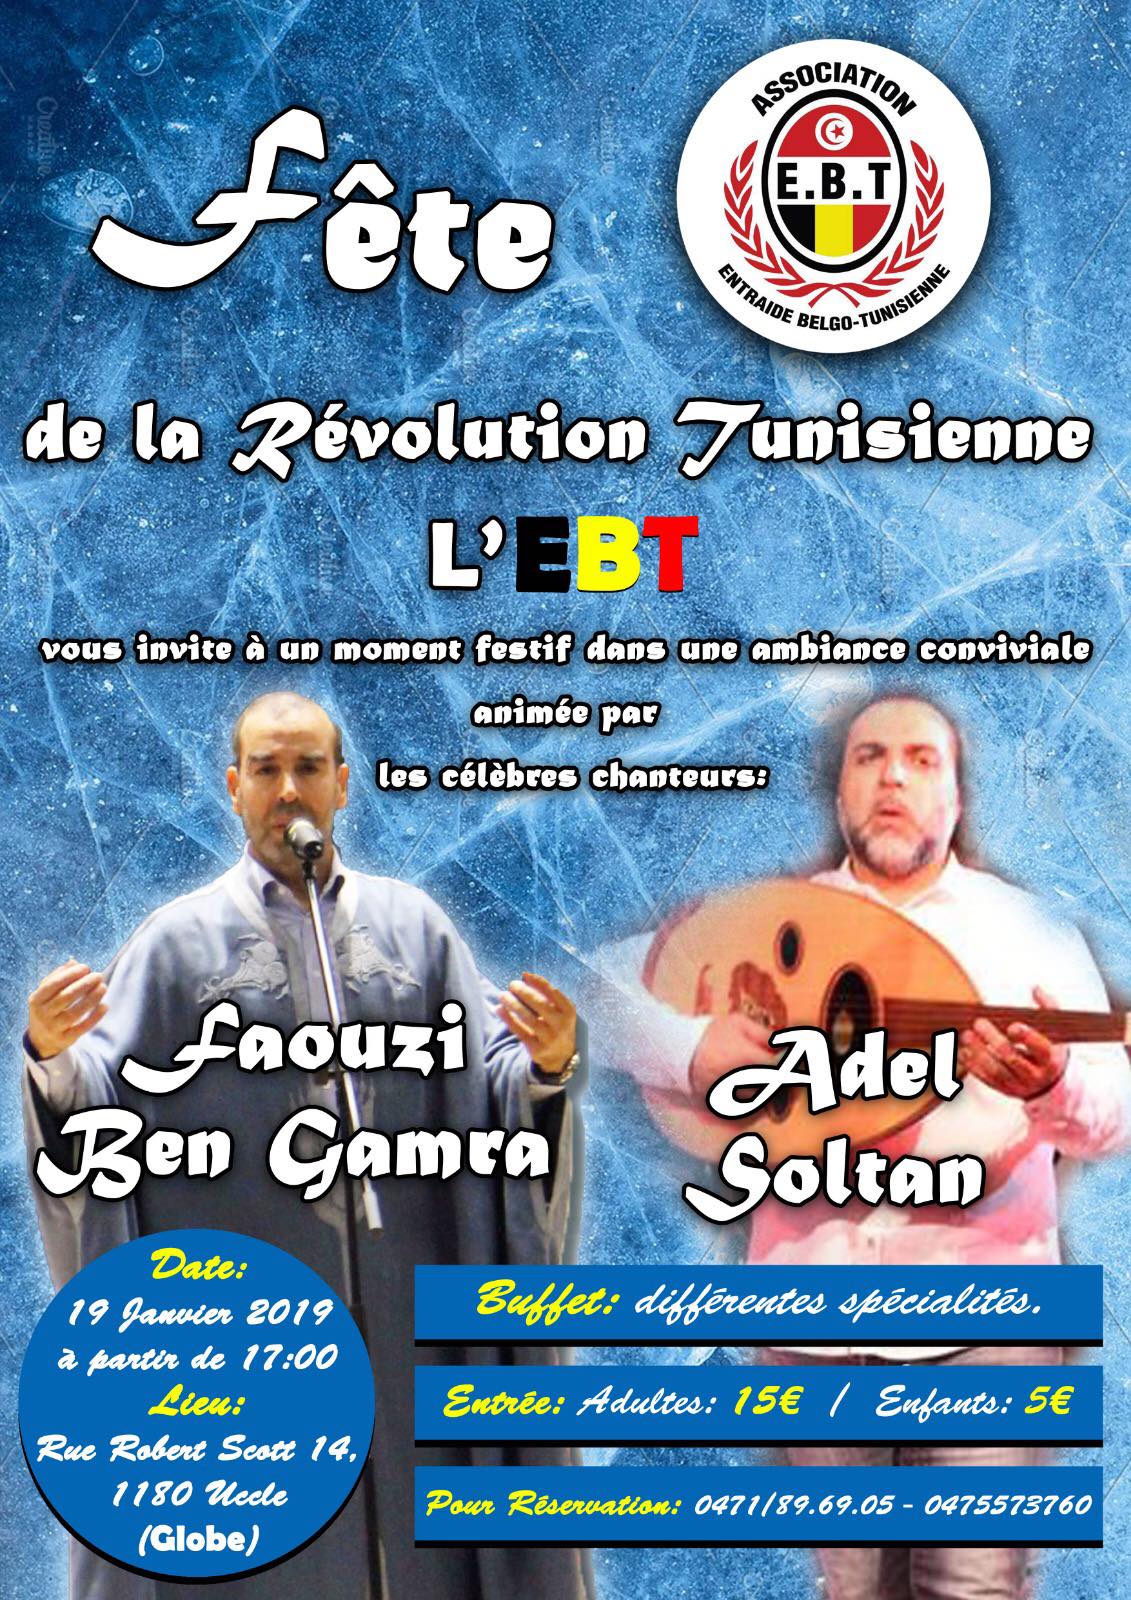 ASSOCIATION
E.B.T
ENTRAIDE BELGO-TUNISIENNE
Fête
de la Révolution Tunisienne
L'EBT
vous invite à un moment festif dans une ambiance conviviale
animée par
les célèbres chanteurs:
Faouzi
Ben Gamra
Adel
Soltan
Date:
19 Janvier 2019
à partir de 17:00
Lieu:
Rue Robert Scott 14,
1180 Uccle
(Globe)
Buffet: différentes spécialités.
Entrée: Adultes: 15€ / Enfants: 5€
Pour Réservation: 0471/89.69.05 - 0475573760